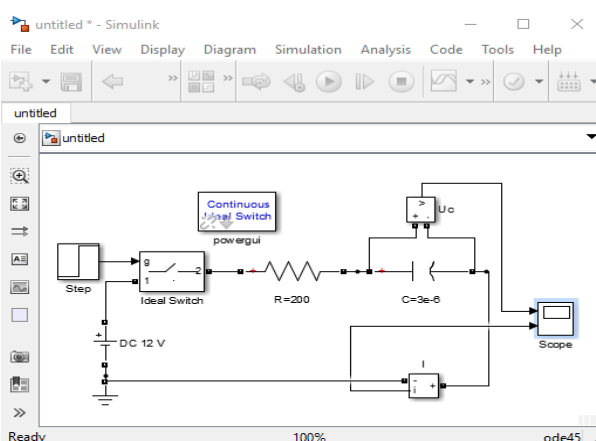 untitled * - Simulink
File Edit View Display Diagram Simulation Analysis Code Tools Help
untitled
untitled
Continuous
Ideal Switch
powergui
Uc
g
1
2
Step
Ideal Switch
R=200
C=3e-6
DC 12 V
Scope
I
i
Ready 100% ode45